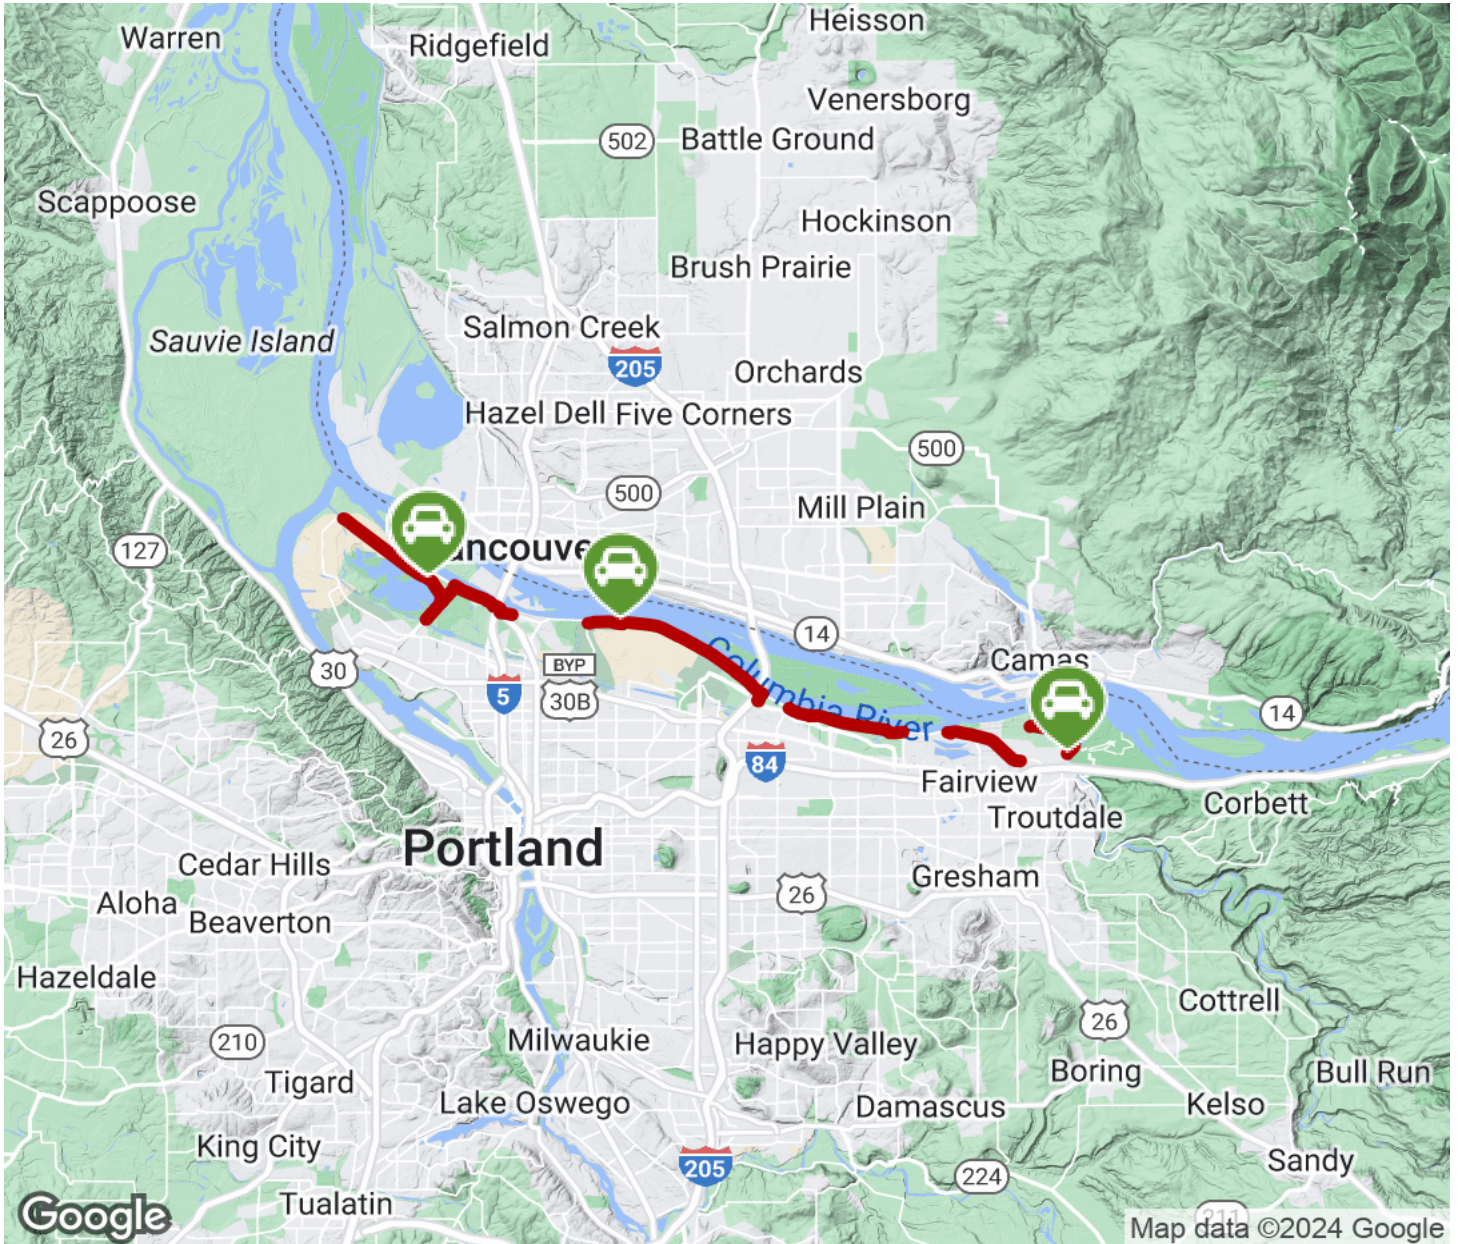 Warren
Ridgefield
Heisson
Venersborg
502
Battle Ground
Scappoose
Hockinson
Brush Prairie
Sauvie Island
Salmon Creek
205
Orchards
Hazel Dell
Five Corners
500
500
Mill Plain
127
ancouve
14
Columbia River
Camas
30
BYP
30B
5
14
26
84
Fairview
Corbett
Troutdale
Portland
Cedar Hills
Gresham
26
Aloha
Beaverton
Hazeldale
Cottrell
26
210
Milwaukie
Happy Valley
Boring
Bull Run
Tigard
Lake Oswego
Damascus
Kelso
King City
205
Sandy
224
Tualatin
211
Google
Map data ©2024 Google